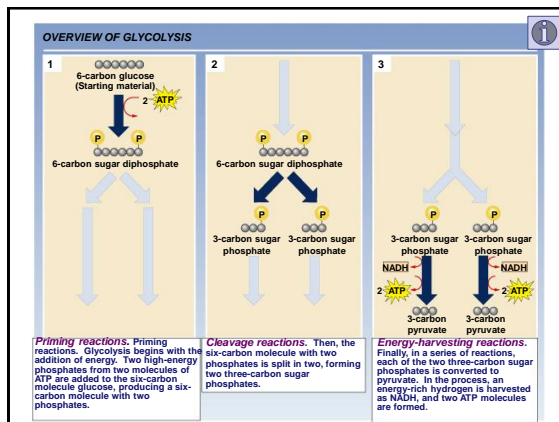 OVERVIEW OF GLYCOLYSIS
i
1
6-carbon glucose
(Starting material)
2 ATP
P P
6-carbon sugar diphosphate
2
P P
6-carbon sugar diphosphate
P P
3-carbon sugar 3-carbon sugar
phosphate phosphate
3
P P
3-carbon sugar 3-carbon sugar
phosphate phosphate
NADH NADH
2 ATP 2 ATP
3-carbon 3-carbon
pyruvate pyruvate
Priming reactions. Priming
reactions. Glycolysis begins with the
addition of energy. Two high-energy
phosphates from two molecules of
ATP are added to the six-carbon
molecule glucose, producing a six-
carbon molecule with two
phosphates.
Cleavage reactions. Then, the
six-carbon molecule with two
phosphates is split in two, forming
two three-carbon sugar
phosphates.
Energy-harvesting reactions.
Finally, in a series of reactions,
each of the two three-carbon sugar
phosphates is converted to
pyruvate. In the process, an
energy-rich hydrogen is harvested
as NADH, and two ATP molecules
are formed.